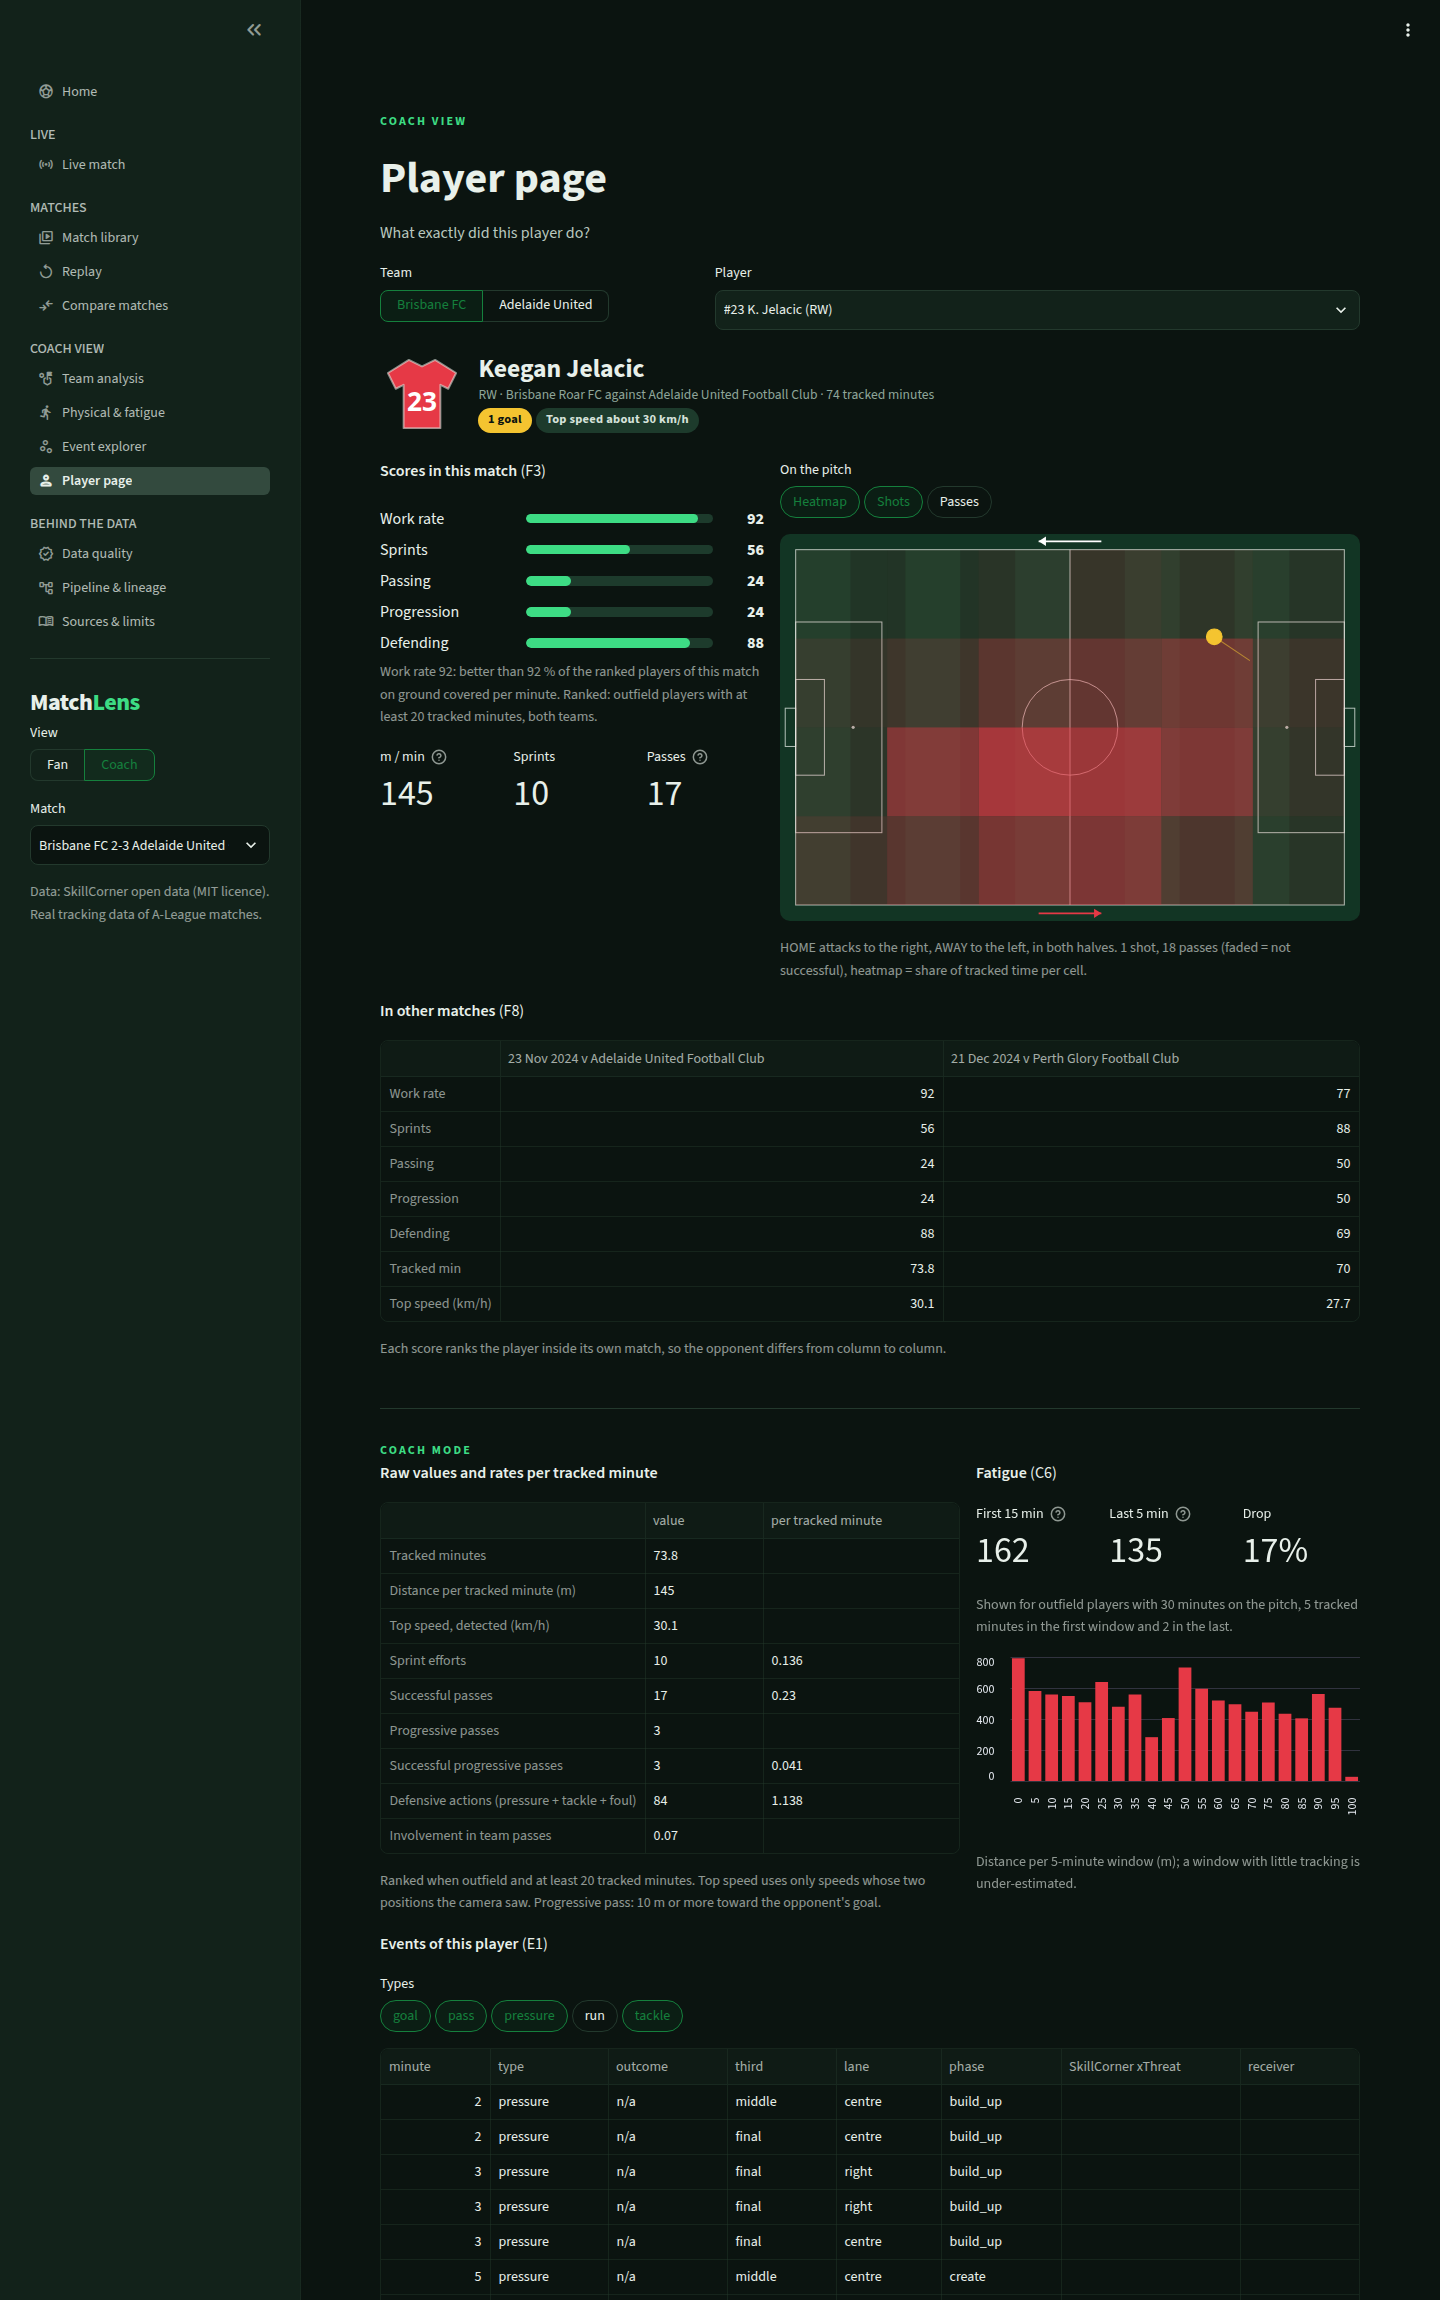 Home
LIVE
Live match
MATCHES
Match library
Replay
Compare matches
COACH VIEW
Team analysis
Physical & fatigue
Event explorer
Player page
BEHIND THE DATA
Data quality
Pipeline & lineage
Sources & limits
MatchLens
View
Fan Coach
Match
Brisbane FC 2-3 Adelaide United
Data: SkillCorner open data (MIT licence).
Real tracking data of A-League matches.
COACH VIEW
Player page
What exactly did this player do?
Team Player
Brisbane FC Adelaide United #23 K. Jelacic (RW)
23
Keegan Jelacic
RW · Brisbane Roar FC against Adelaide United Football Club · 74 tracked minutes
1 goal Top speed about 30 km/h
Scores in this match (F3)
Work rate 92
Sprints 56
Passing 24
Progression 24
Defending 88
Work rate 92: better than 92 % of the ranked players of this match
on ground covered per minute. Ranked: outfield players with at
least 20 tracked minutes, both teams.
m / min Sprints Passes
145 10 17
On the pitch
Heatmap Shots Passes
HOME attacks to the right, AWAY to the left, in both halves. 1 shot, 18 passes (faded = not
successful), heatmap = share of tracked time per cell.
In other matches (F8)
23 Nov 2024 v Adelaide United Football Club 21 Dec 2024 v Perth Glory Football Club
Work rate 92 77
Sprints 56 88
Passing 24 50
Progression 24 50
Defending 88 69
Tracked min 73.8 70
Top speed (km/h) 30.1 27.7
Each score ranks the player inside its own match, so the opponent differs from column to column.
COACH MODE
Raw values and rates per tracked minute
value per tracked minute
Tracked minutes 73.8
Distance per tracked minute (m) 145
Top speed, detected (km/h) 30.1
Sprint efforts 10 0.136
Successful passes 17 0.23
Progressive passes 3
Successful progressive passes 3 0.041
Defensive actions (pressure + tackle + foul) 84 1.138
Involvement in team passes 0.07
Ranked when outfield and at least 20 tracked minutes. Top speed uses only speeds whose two
positions the camera saw. Progressive pass: 10 m or more toward the opponent's goal.
Fatigue (C6)
First 15 min Last 5 min Drop
162 135 17%
Shown for outfield players with 30 minutes on the pitch, 5 tracked
minutes in the first window and 2 in the last.
800
600
400
200
0
0 5 10 15 20 25 30 35 40 45 50 55 60 65 70 75 80 85 90 95 100
Distance per 5-minute window (m); a window with little tracking is
under-estimated.
Events of this player (E1)
Types
goal pass pressure run tackle
minute type outcome third lane phase SkillCorner xThreat receiver
2 pressure n/a middle centre build_up
2 pressure n/a final centre build_up
3 pressure n/a final right build_up
3 pressure n/a final right build_up
3 pressure n/a final centre build_up
5 pressure n/a middle centre create